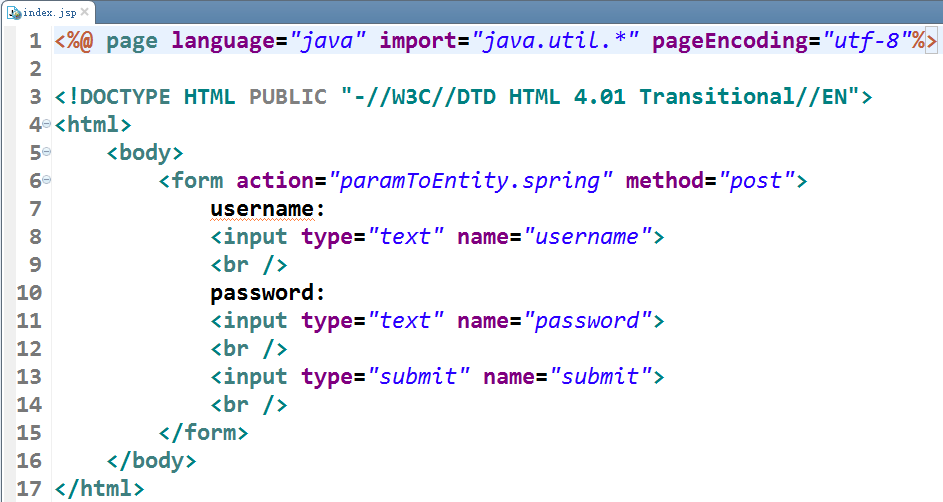 index.jsp
1 <%@ page language="java" import="java.util.*" pageEncoding="utf-8"%>
2
3 <!DOCTYPE HTML PUBLIC "-//W3C//DTD HTML 4.01 Transitional//EN">
4 <html>
5     <body>
6         <form action="paramToEntity.spring" method="post">
7             username:
8             <input type="text" name="username">
9             <br />
10             password:
11             <input type="text" name="password">
12             <br />
13             <input type="submit" name="submit">
14             <br />
15         </form>
16     </body>
17 </html>